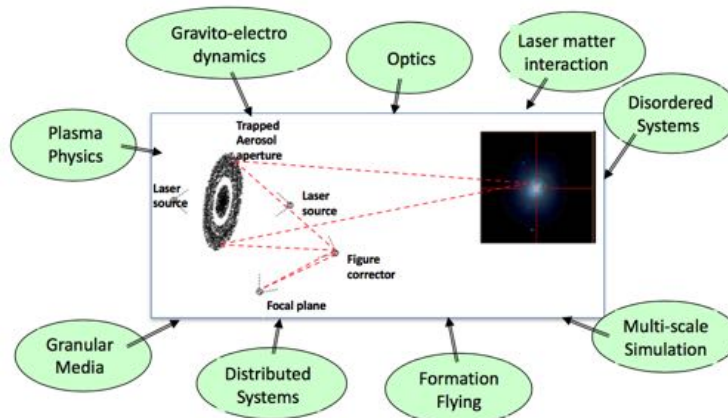 Gravito-electro
dynamics
Optics
Laser matter
interaction
Plasma
Physics
Disordered
Systems
Trapped
Aerosol
aperture
Laser
source
Laser
source
Figure
corrector
Focal plane
Granular
Media
Distributed
Systems
Formation
Flying
Multi-scale
Simulation